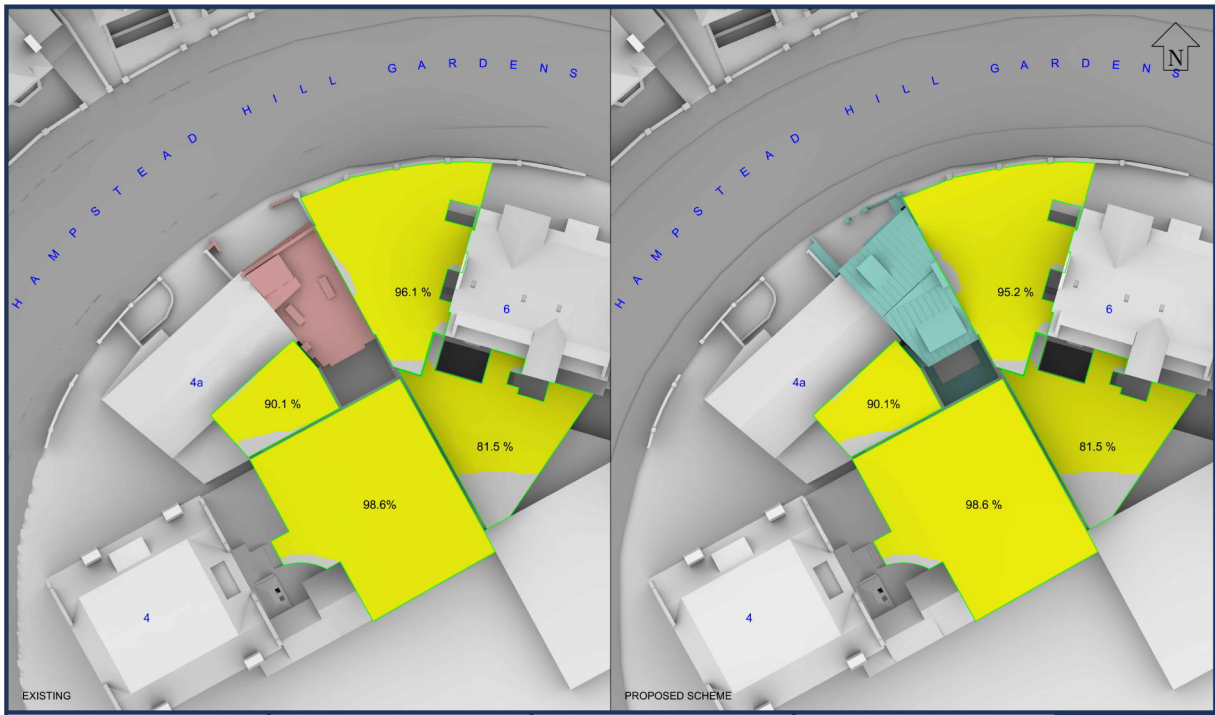 HAMPSTEAD HILL GARDENS
96.1 %
6
4a
90.1 %
81.5 %
98.6%
4
EXISTING
HAMPSTEAD HILL GARDENS
N
95.2 %
6
4a
90.1%
81.5 %
98.6 %
4
PROPOSED SCHEME